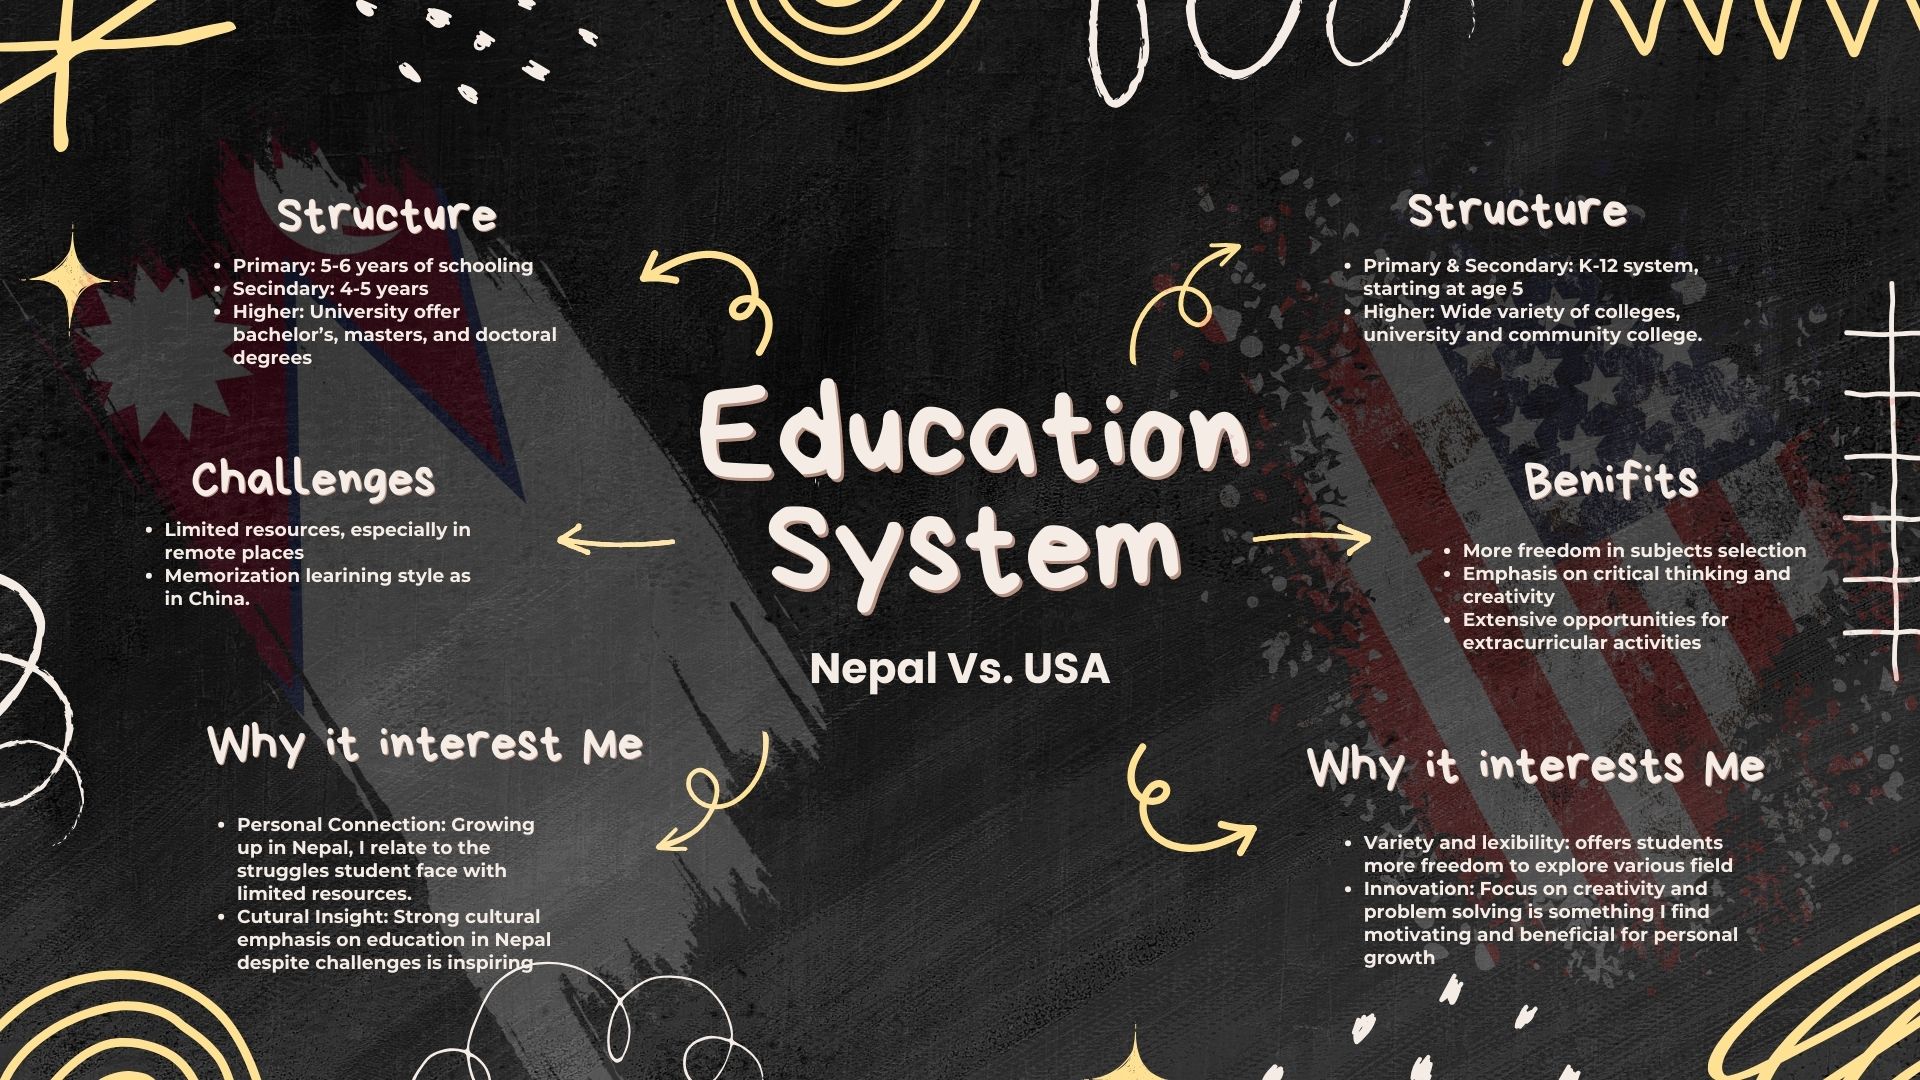 Education
System
Nepal Vs. USA
Structure
• Primary: 5-6 years of schooling
• Secindary: 4-5 years
• Higher: University offer
bachelor's, masters, and doctoral
degrees
Challenges
• Limited resources, especially in
remote places
• Memorization learining style as
in China.
Why it interest Me
• Personal Connection: Growing
up in Nepal, I relate to the
struggles student face with
limited resources.
• Cutural Insight: Strong cultural
emphasis on education in Nepal
despite challenges is inspiring
Structure
• Primary & Secondary: K-12 system,
starting at age 5
• Higher: Wide variety of colleges,
university and community college.
Benifits
• More freedom in subjects selection
• Emphasis on critical thinking and
creativity
• Extensive opportunities for
extracurricular activities
Why it interests Me
• Variety and lexibility: offers students
more freedom to explore various field
• Innovation: Focus on creativity and
problem solving is something I find
motivating and beneficial for personal
growth